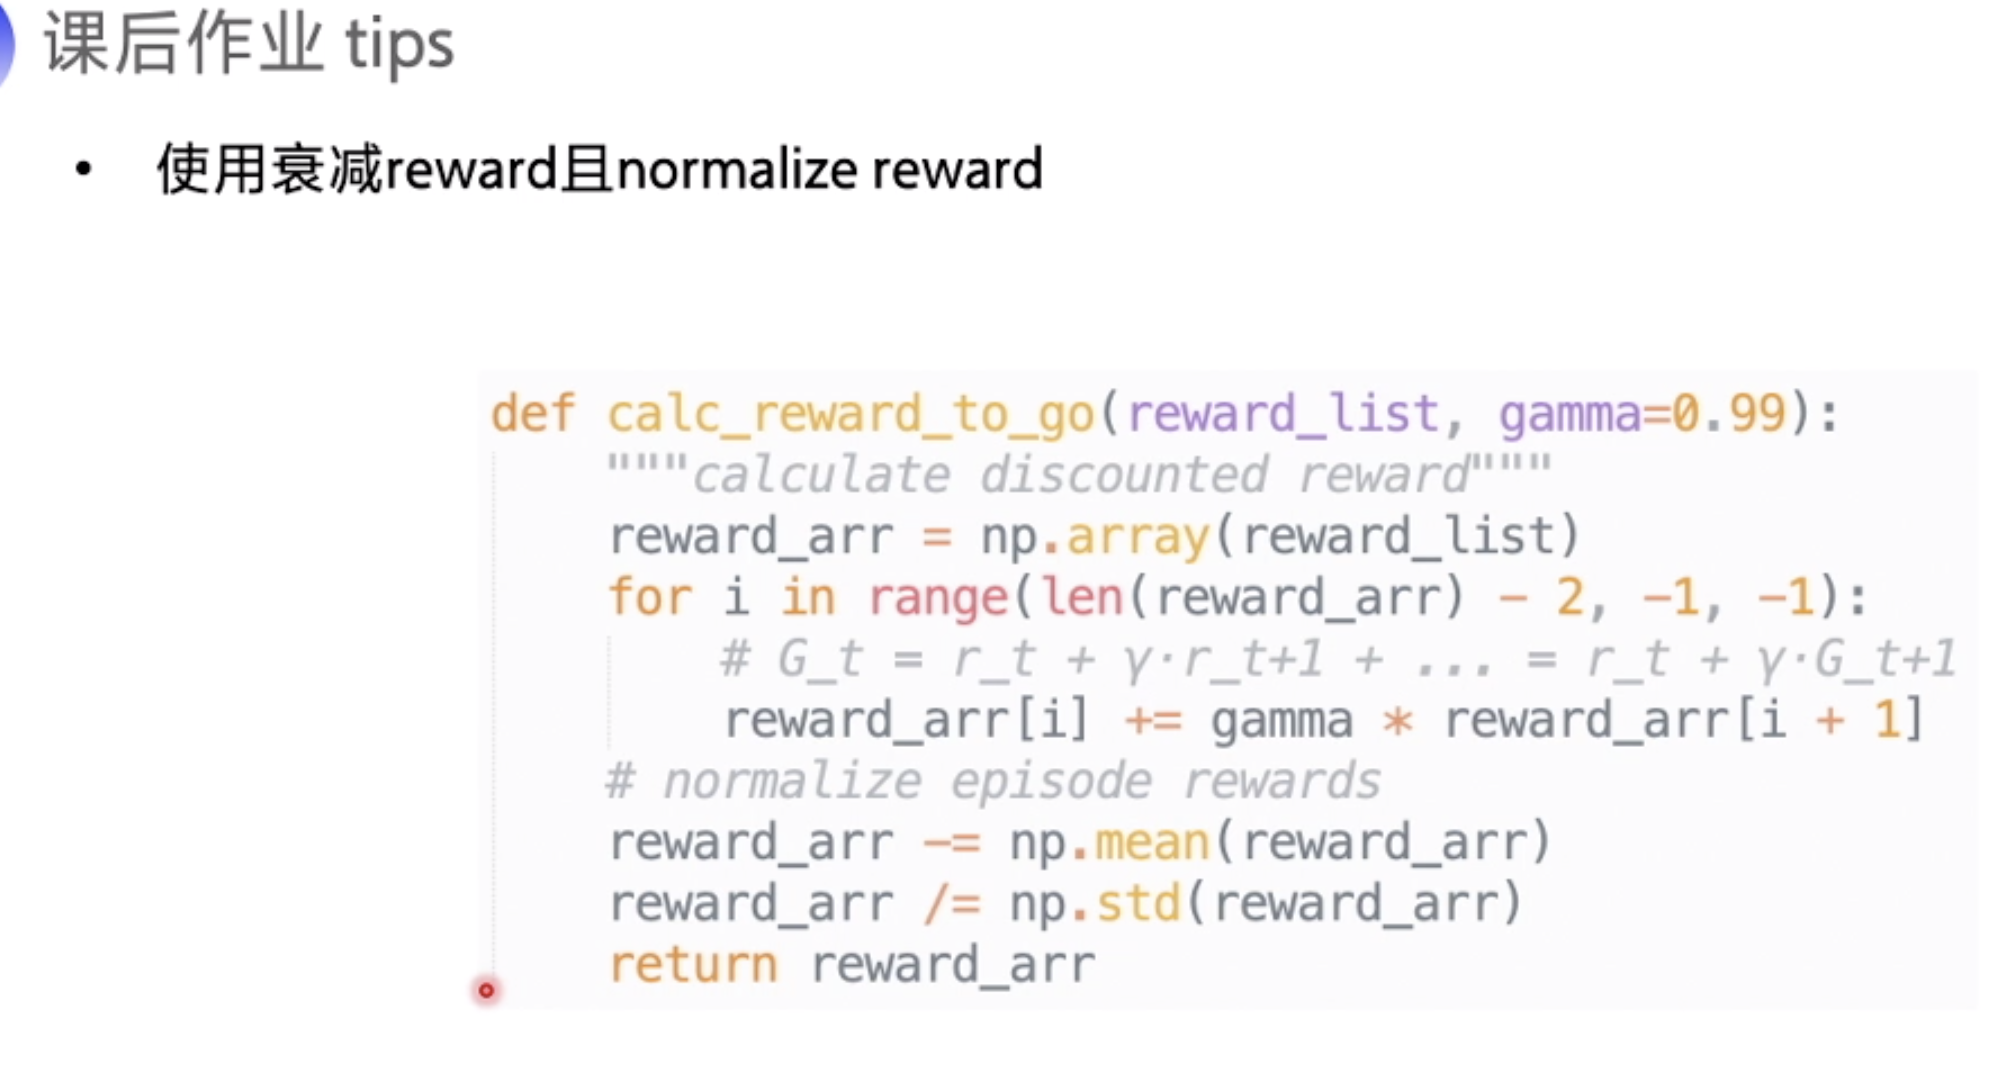 课后作业 tips
• 使用衰减reward且normalize reward
def calc_reward_to_go(reward_list, gamma=0.99):
    """calculate discounted reward"""
    reward_arr = np.array(reward_list)
    for i in range(len(reward_arr) - 2, -1, -1):
        # G_t = r_t + γ·r_t+1 + ... = r_t + γ·G_t+1
        reward_arr[i] += gamma * reward_arr[i + 1]
    # normalize episode rewards
    reward_arr -= np.mean(reward_arr)
    reward_arr /= np.std(reward_arr)
    return reward_arr